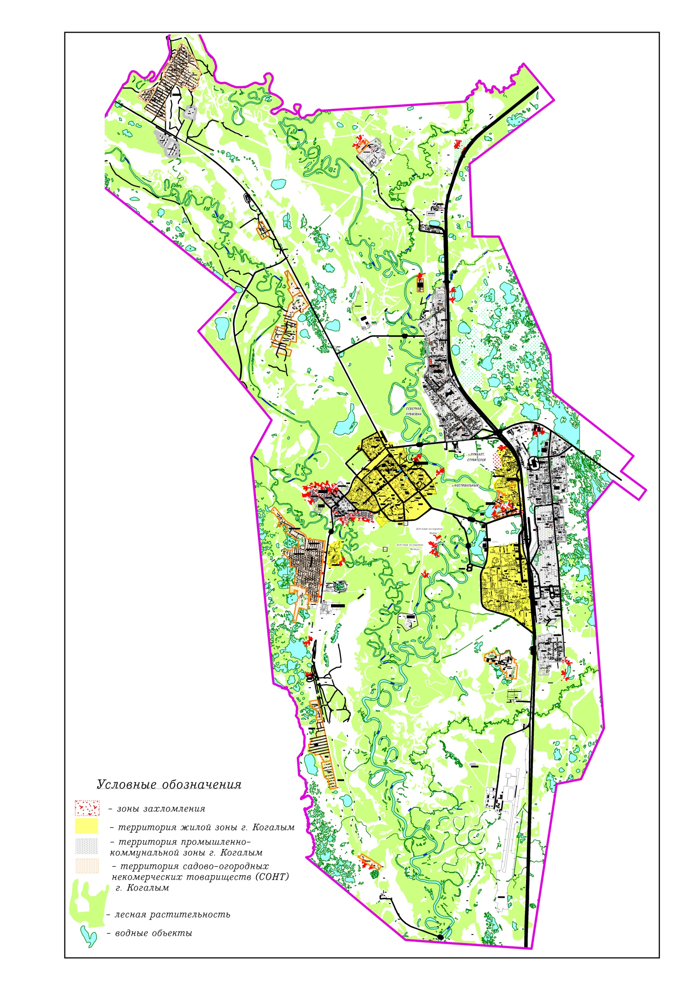 СЕВЕРНАЯ
ПРОМЗОНА
п.ПРИБАЛТ.
СТРОИТЕЛЕЙ
п.ФЕСТИВАЛЬНЫЙ
Лодочный кооператив
"Рыбак"
Лодочный кооператив
Условные обозначения
- зоны захломления
- территория жилой зоны г. Когалым
- территория промышленно-
коммунальной зоны г. Когалым
- территория садово-огородных
некомерческих товариществ (СОНТ)
г. Когалым
- лесная растительность
- водные объекты